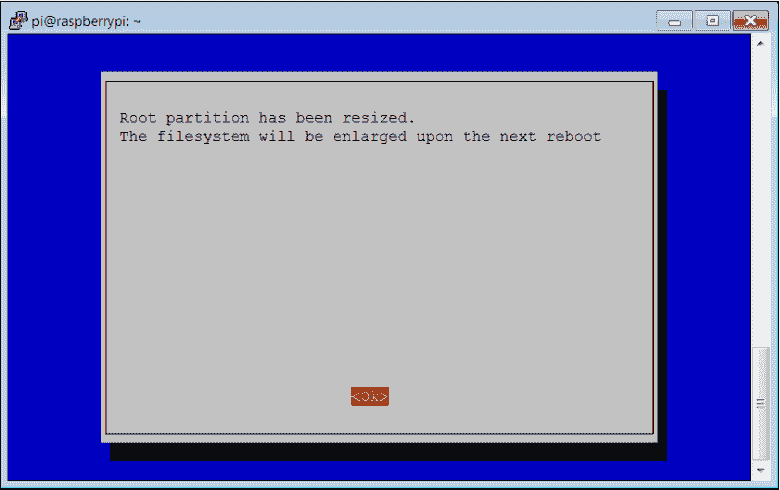 pi@raspberrypi: ~
Root partition has been resized.
The filesystem will be enlarged upon the next reboot
<Ok>